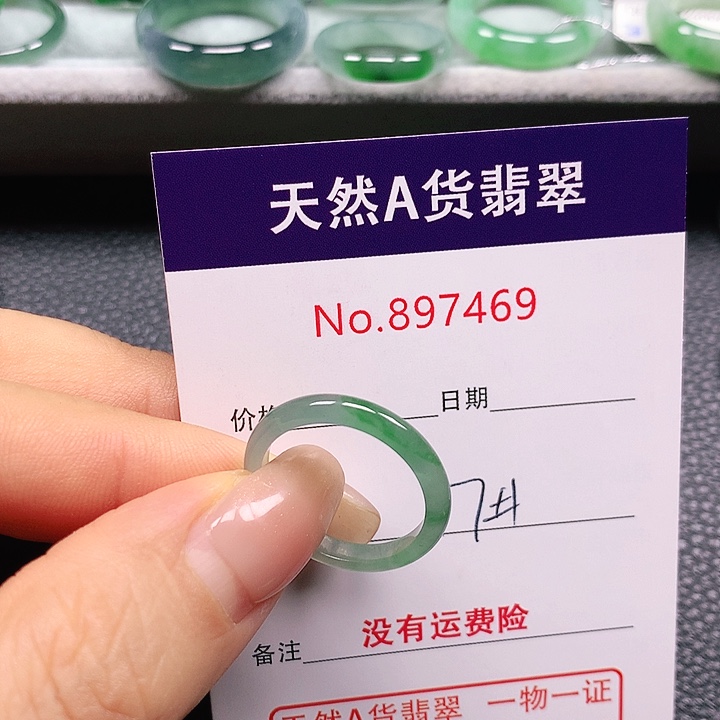 天然A货翡翠
No.897469
价 日期
7#
备注 没有运费险
天然A货翡翠 一物一证